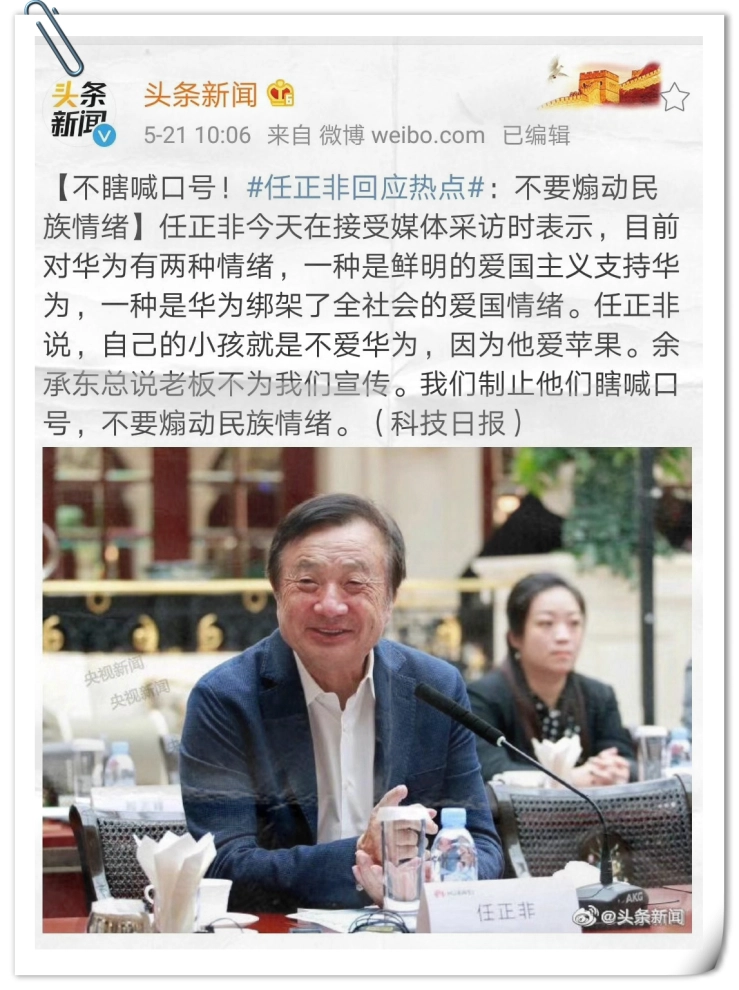 头条
新闻
头条新闻
5-21 10:06 来自 微博 weibo.com 已编辑
【不瞎喊口号！#任正非回应热点#：不要煽动民
族情绪】任正非今天在接受媒体采访时表示，目前
对华为有两种情绪，一种是鲜明的爱国主义支持华
为，一种是华为绑架了全社会的爱国情绪。任正非
说，自己的小孩就是不爱华为，因为他爱苹果。余
承东总说老板不为我们宣传。我们制止他们瞎喊口
号，不要煽动民族情绪。（科技日报）
央视新闻
央视新闻
HUAWEI
任正非
AKG
@头条新闻